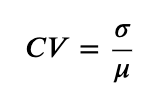 CV = σ/μ